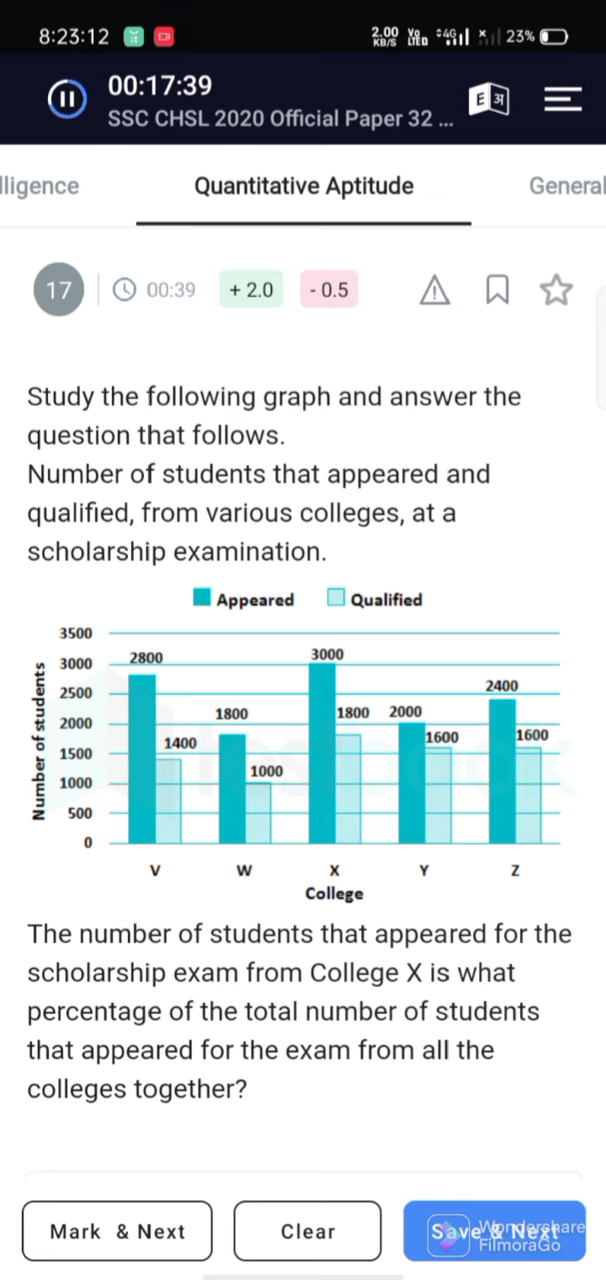 8:23:12 2.00 KB/S 4G 23%
00:17:39
SSC CHSL 2020 Official Paper 32 ...
E अ
lligence Quantitative Aptitude General
17 00:39 + 2.0 - 0.5
Study the following graph and answer the
question that follows.
Number of students that appeared and
qualified, from various colleges, at a
scholarship examination.
Appeared Qualified
Number of students
3500
3000
2500
2000
1500
1000
500
0
2800 1400
1800 1000
3000 1800
2000 1600
2400 1600
V W X Y Z
College
The number of students that appeared for the
scholarship exam from College X is what
percentage of the total number of students
that appeared for the exam from all the
colleges together?
Mark & Next Clear Save & Next
Wondershare
FilmoraGo